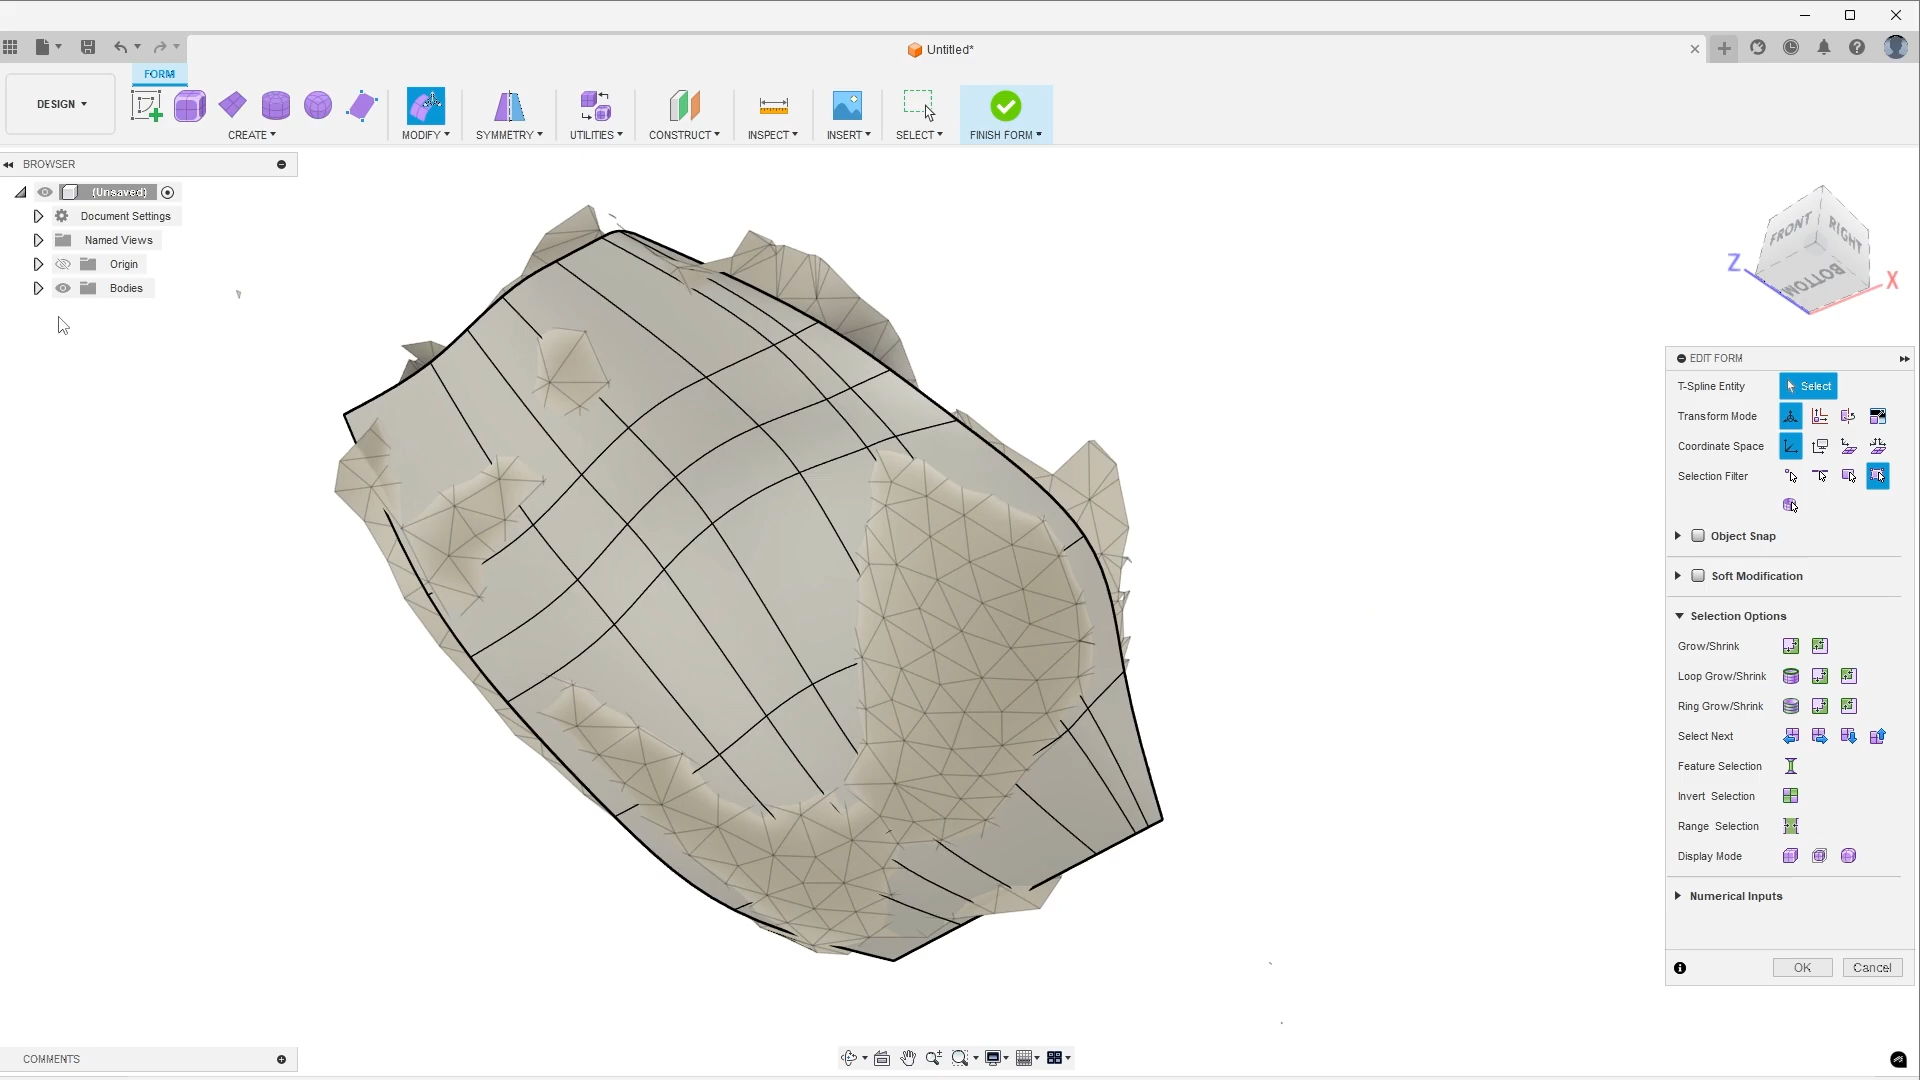 Untitled*
FORM
DESIGN
CREATE
MODIFY
SYMMETRY
UTILITIES
CONSTRUCT
INSPECT
INSERT
SELECT
FINISH FORM
BROWSER
(Unsaved)
Document Settings
Named Views
Origin
Bodies
FRONT
RIGHT
BOTTOM
Z
X
EDIT FORM
T-Spline Entity
Select
Transform Mode
Coordinate Space
Selection Filter
Object Snap
Soft Modification
Selection Options
Grow/Shrink
Loop Grow/Shrink
Ring Grow/Shrink
Select Next
Feature Selection
Invert Selection
Range Selection
Display Mode
Numerical Inputs
OK
Cancel
COMMENTS